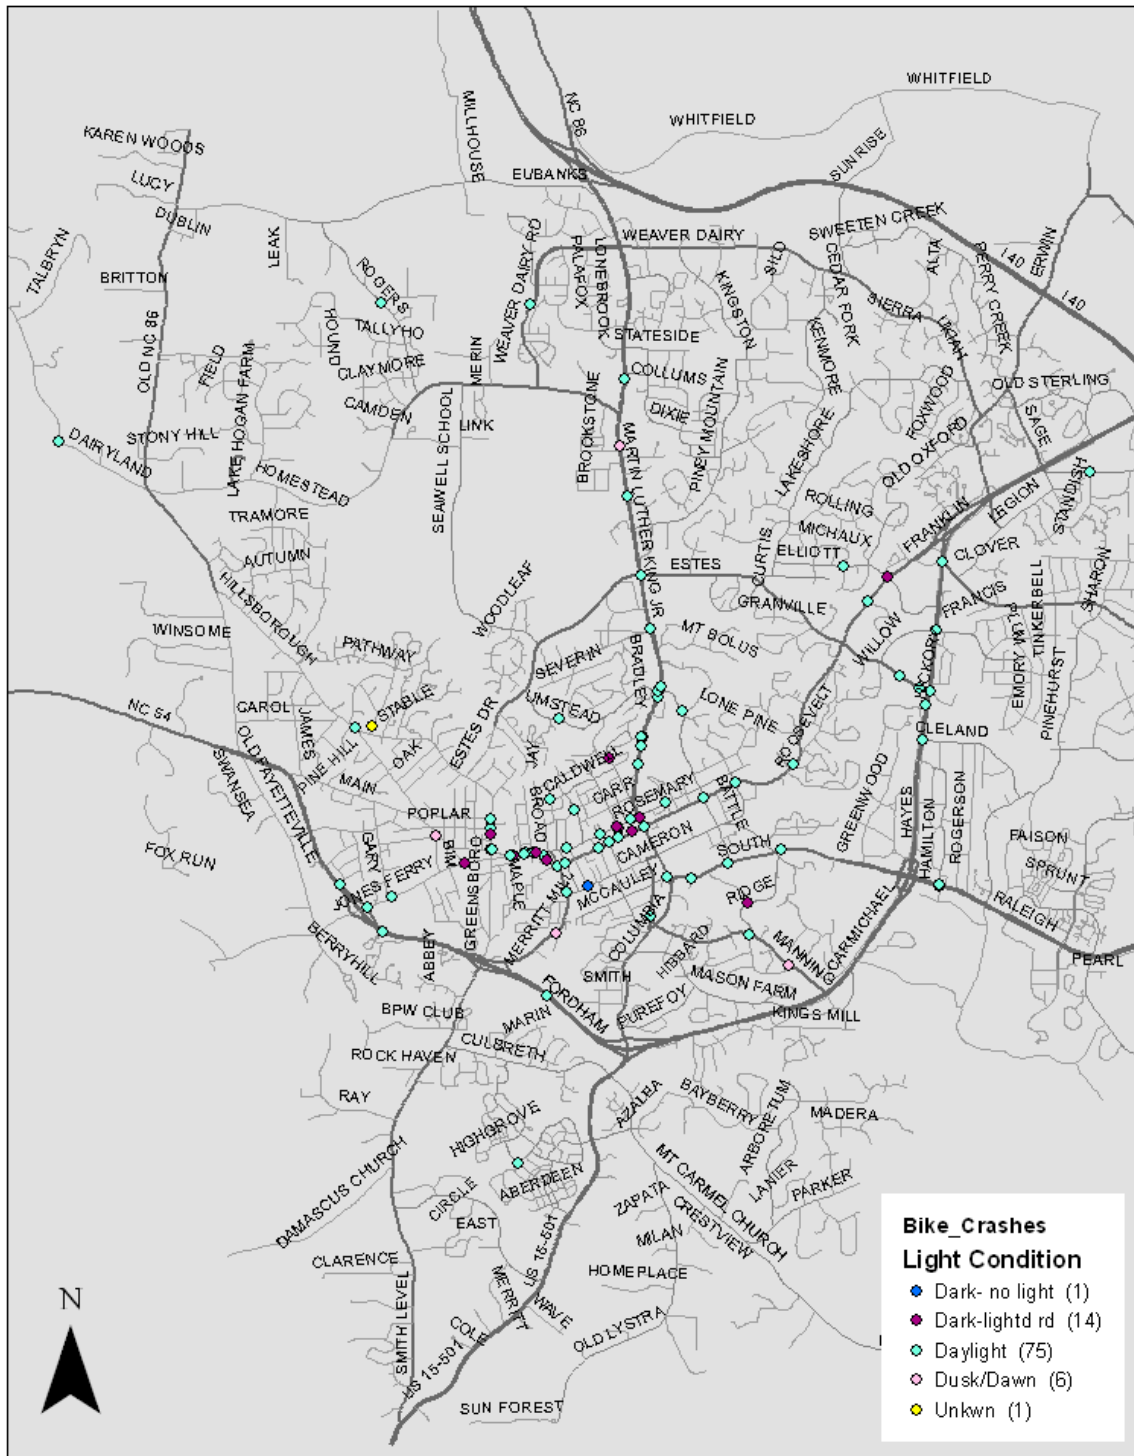 WHITFIELD
WHITFIELD
NC 86
MILLHOUSE
KAREN WOODS
SUNRISE
EUBANKS
LUCY
DUBLIN
SWEETEN CREEK
WEAVER DAIRY
TALBRYN
LEAK
WEAVER DAIRY RD
PALAFOX
LONEBROOK
SILO
CEDAR FORK
ALTA
PERRY CREEK
I 40
ERWIN
BRITTON
ROGERS
KINGSTON
I 40
SIERRA
OLD NC 86
HOUND
TALLYHO
STATESIDE
KENMORE
UKIAH
FIELD
LAKE HOGAN FARM
CLAYMORE
MERIN
COLLUMS
OLD STERLING
CAMDEN
SEAWELL SCHOOL
LINK
BROOKSTONE
DIXIE
PINEY MOUNTAIN
LAKESHORE
FOXWOOD
OLD OXFORD
SAGE
STONY HILL
DAIRYLAND
HOMESTEAD
MARTIN LUTHER KING JR
TRAMORE
ROLLING
LEGION
STANDISH
MICHAUX
FRANKLIN
AUTUMN
ELLIOTT
CLOVER
ESTES
CURTIS
HILLSBOROUGH
WOODLEAF
GRANVILLE
FRANCIS
SHARON
WINSOME
MT BOLUS
WILLOW
PLUM
TINKERBELL
PATHWAY
SEVERIN
BRADLEY
EMORY
PINEHURST
STABLE
UMSTEAD
LONE PINE
CAROL
NC 54
JAMES
ESTES DR
ROOSEVELT
CLELAND
OLD FAYETTEVILLE
SWANSEA
PINE HILL
OAK
CALDWELL
MAIN
CARR
ROSEMARY
BATTLE
GREENWOOD
HAYES
HAMILTON
ROGERSON
POPLAR
BROAD
CAMERON
SOUTH
FAISON
FOX RUN
GARY
BIM
GREENSBORO
MAPLE
SPRUNT
JONES FERRY
MERRITT MILL
MCCAULEY
RIDGE
CARMICHAEL
RALEIGH
COLUMBIA
BERRYHILL
ABBEY
HIBBARD
MANNING
PEARL
SMITH
MASON FARM
FORDHAM
BPW CLUB
MARIN
PUREFOY
KINGS MILL
CULBRETH
ROCK HAVEN
RAY
AZALEA
BAYBERRY
ARBORETUM
MADERA
HIGHGROVE
DAMASCUS CHURCH
ABERDEEN
MT CARMEL CHURCH
LANIER
PARKER
CIRCLE
ZAPATA
CRESTVIEW
EAST
MILAN
CLARENCE
US 15-501
HOMEPLACE
SMITH LEVEL
MERRITT
WAVE
COLE
OLD LYSTRA
US 15-501
SUN FOREST
N
Bike_Crashes
Light Condition
Dark- no light (1)
Dark-lightd rd (14)
Daylight (75)
Dusk/Dawn (6)
Unkwn (1)